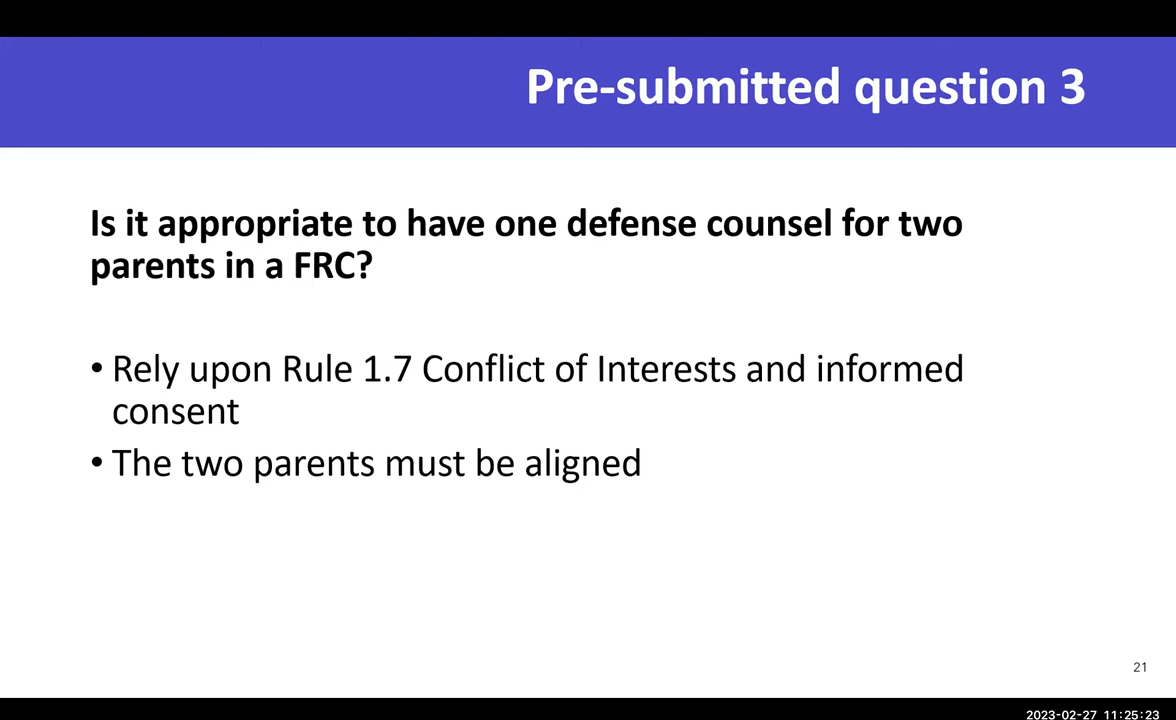 Pre-submitted question 3
Is it appropriate to have one defense counsel for two
parents in a FRC?
• Rely upon Rule 1.7 Conflict of Interests and informed
consent
• The two parents must be aligned
21
2023-02-27 11:25:23